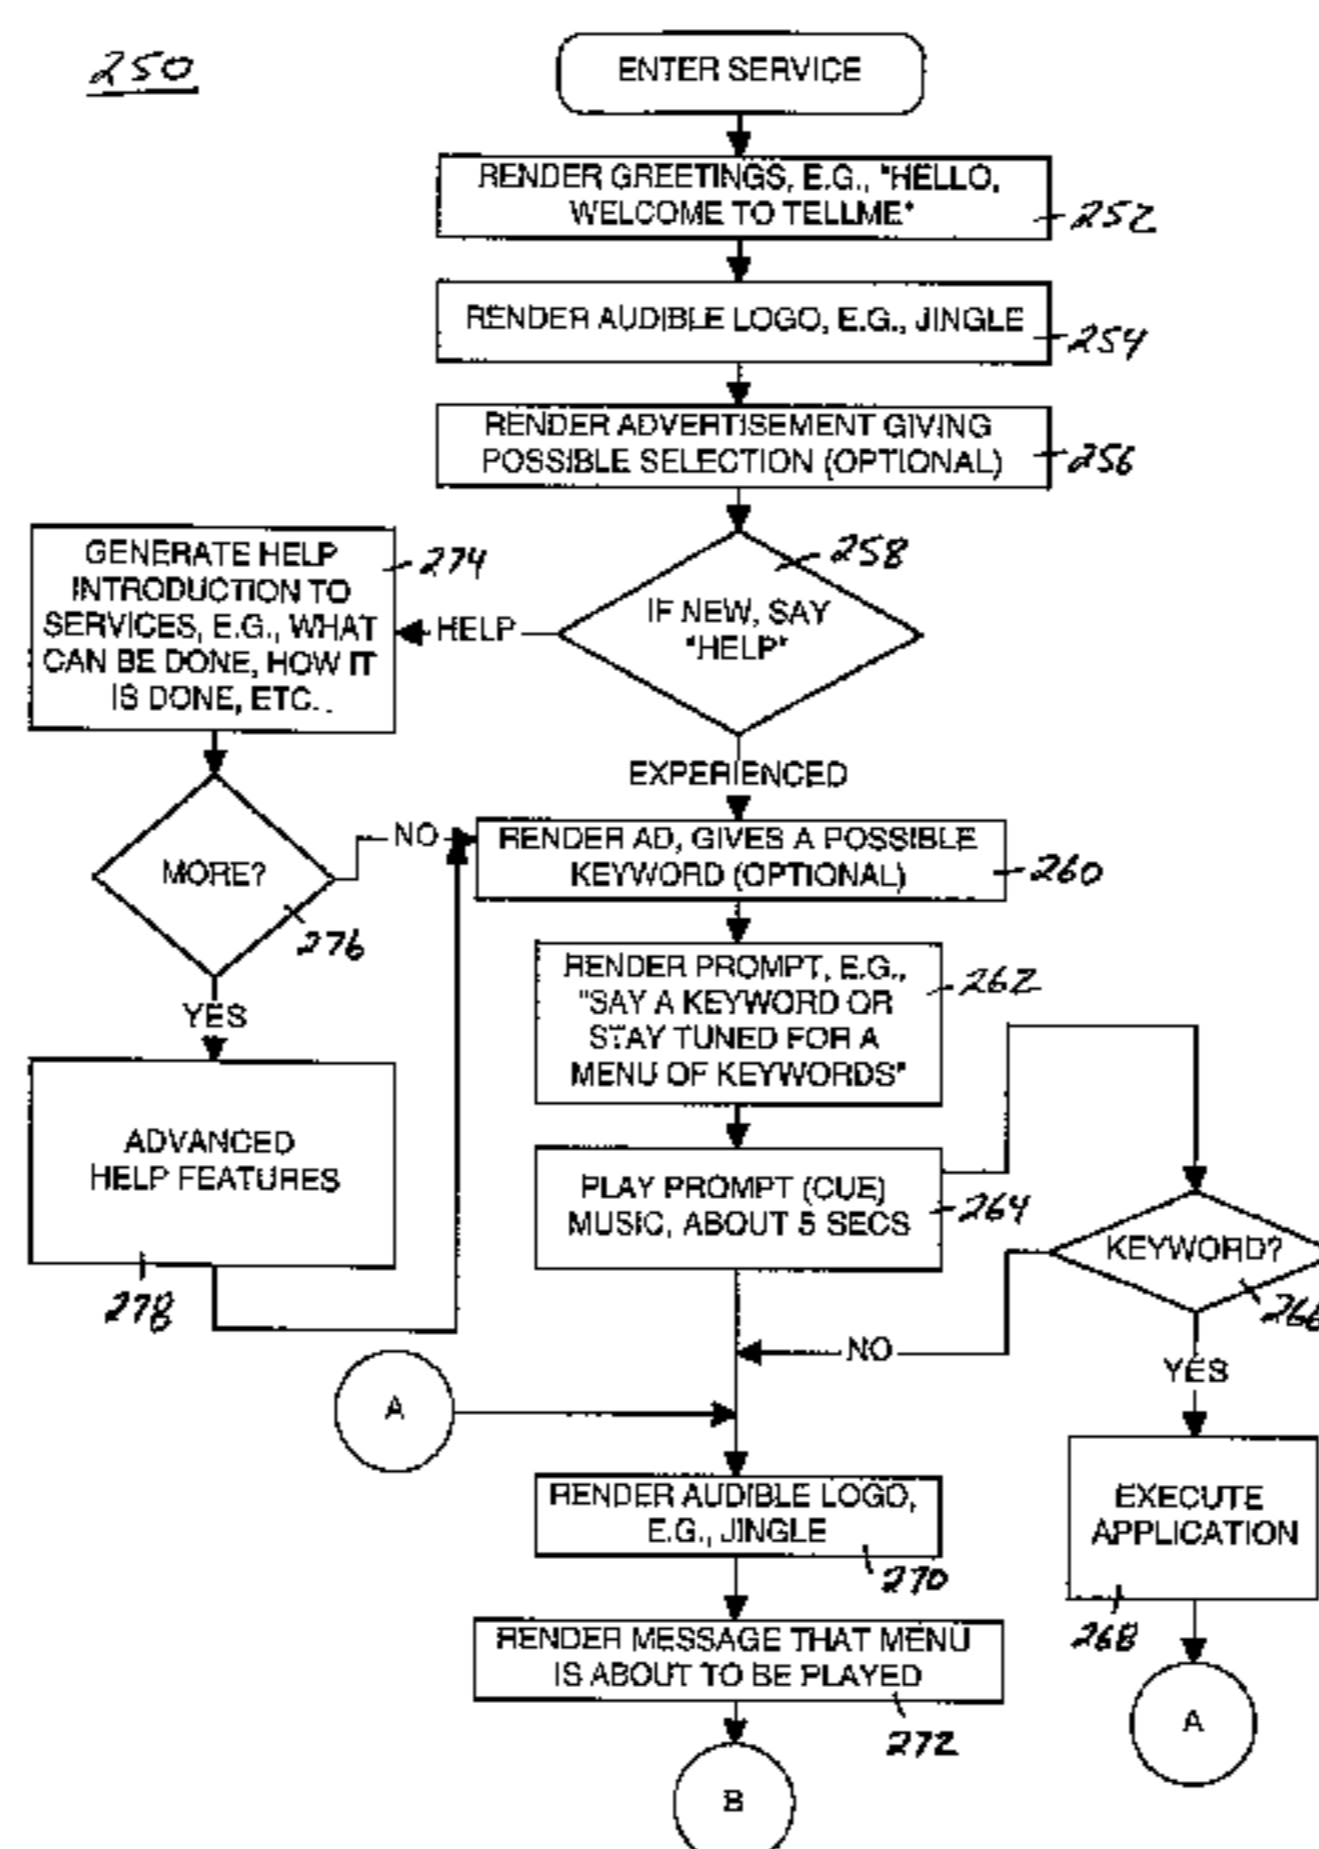 250
ENTER SERVICE
RENDER GREETINGS, E.G., "HELLO,
WELCOME TO TELLME"
252
RENDER AUDIBLE LOGO, E.G., JINGLE
254
RENDER ADVERTISEMENT GIVING
POSSIBLE SELECTION (OPTIONAL)
256
IF NEW, SAY
"HELP"
258
HELP
GENERATE HELP
INTRODUCTION TO
SERVICES, E.G., WHAT
CAN BE DONE, HOW IT
IS DONE, ETC..
274
EXPERIENCED
MORE?
276
NO
YES
ADVANCED
HELP FEATURES
278
RENDER AD, GIVES A POSSIBLE
KEYWORD (OPTIONAL)
260
RENDER PROMPT, E.G.,
"SAY A KEYWORD OR
STAY TUNED FOR A
MENU OF KEYWORDS"
262
PLAY PROMPT (CUE)
MUSIC, ABOUT 5 SECS
264
KEYWORD?
266
NO
YES
A
EXECUTE
APPLICATION
268
A
RENDER AUDIBLE LOGO,
E.G., JINGLE
270
RENDER MESSAGE THAT MENU
IS ABOUT TO BE PLAYED
272
B